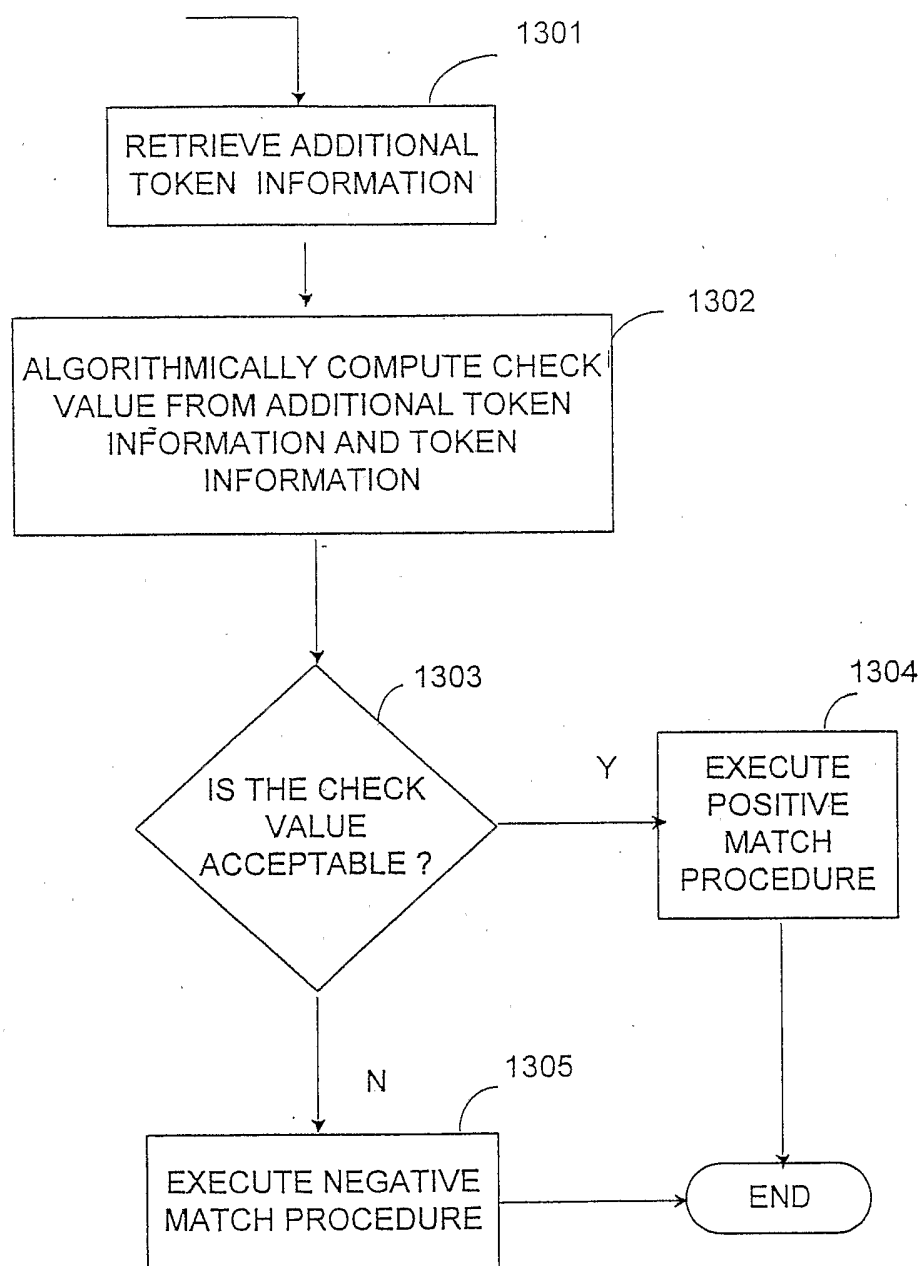 1301
RETRIEVE ADDITIONAL
TOKEN INFORMATION
1302
ALGORITHMICALLY COMPUTE CHECK
VALUE FROM ADDITIONAL TOKEN
INFORMATION AND TOKEN
INFORMATION
1303
IS THE CHECK
VALUE
ACCEPTABLE ?
Y
1304
EXECUTE
POSITIVE
MATCH
PROCEDURE
N
1305
EXECUTE NEGATIVE
MATCH PROCEDURE
END